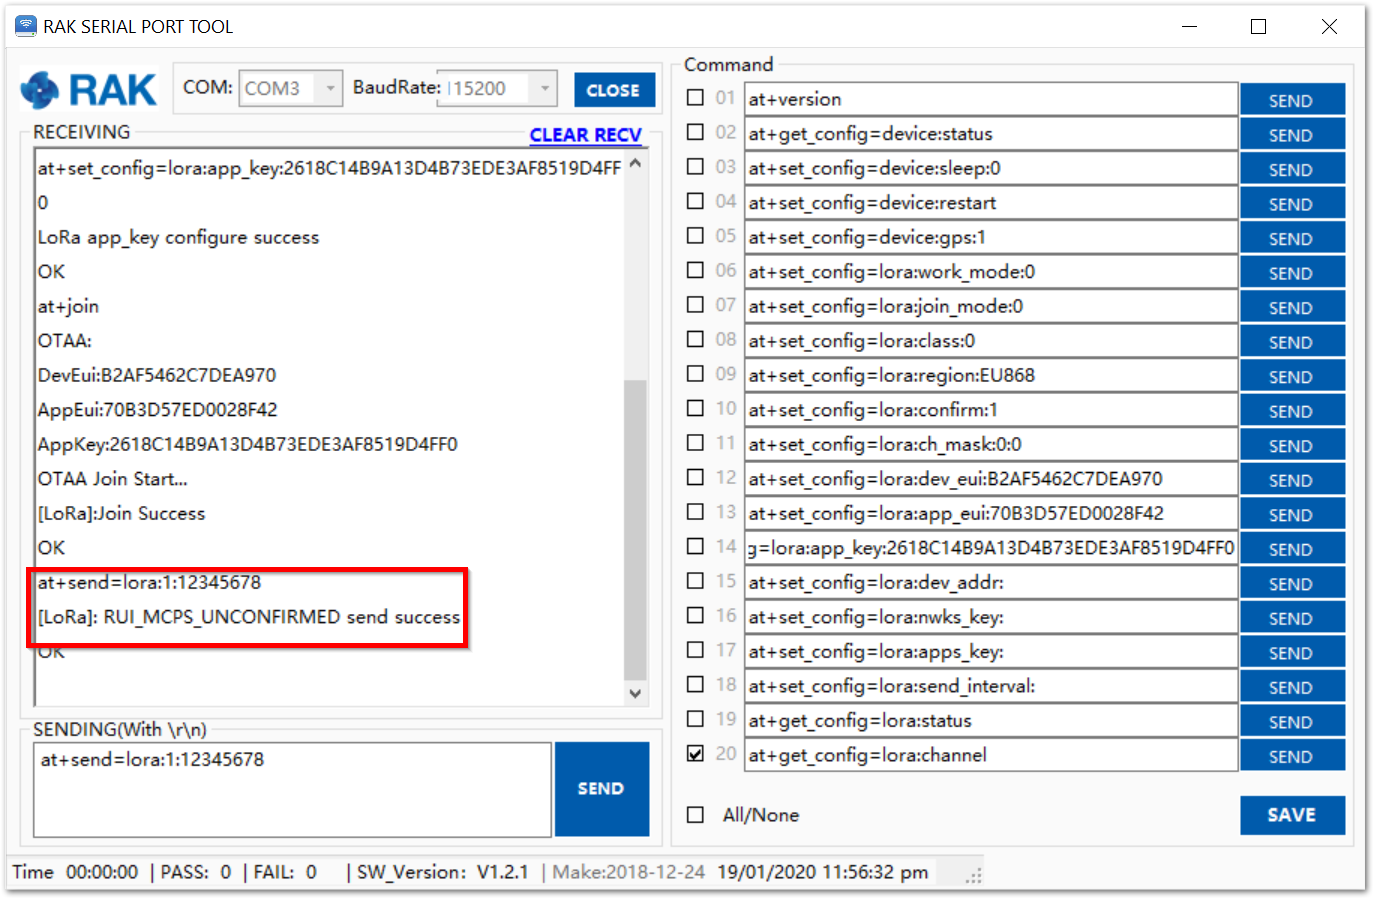 RAK SERIAL PORT TOOL
RAK
COM: COM3 BaudRate: 115200 CLOSE
RECEIVING
CLEAR RECV
at+set_config=lora:app_key:2618C14B9A13D4B73EDE3AF8519D4FF
0
LoRa app_key configure success
OK
at+join
OTAA:
DevEui:B2AF5462C7DEA970
AppEui:70B3D57ED0028F42
AppKey:2618C14B9A13D4B73EDE3AF8519D4FF0
OTAA Join Start...
[LoRa]:Join Success
OK
at+send=lora:1:12345678
[LoRa]: RUI_MCPS_UNCONFIRMED send success
OK
SENDING(With \r\n)
at+send=lora:1:12345678
SEND
Command
01 at+version SEND
02 at+get_config=device:status SEND
03 at+set_config=device:sleep:0 SEND
04 at+set_config=device:restart SEND
05 at+set_config=device:gps:1 SEND
06 at+set_config=lora:work_mode:0 SEND
07 at+set_config=lora:join_mode:0 SEND
08 at+set_config=lora:class:0 SEND
09 at+set_config=lora:region:EU868 SEND
10 at+set_config=lora:confirm:1 SEND
11 at+set_config=lora:ch_mask:0:0 SEND
12 at+set_config=lora:dev_eui:B2AF5462C7DEA970 SEND
13 at+set_config=lora:app_eui:70B3D57ED0028F42 SEND
14 g=lora:app_key:2618C14B9A13D4B73EDE3AF8519D4FF0 SEND
15 at+set_config=lora:dev_addr: SEND
16 at+set_config=lora:nwks_key: SEND
17 at+set_config=lora:apps_key: SEND
18 at+set_config=lora:send_interval: SEND
19 at+get_config=lora:status SEND
20 at+get_config=lora:channel SEND
All/None SAVE
Time 00:00:00 | PASS: 0 | FAIL: 0 | SW_Version: V1.2.1 | Make:2018-12-24 19/01/2020 11:56:32 pm